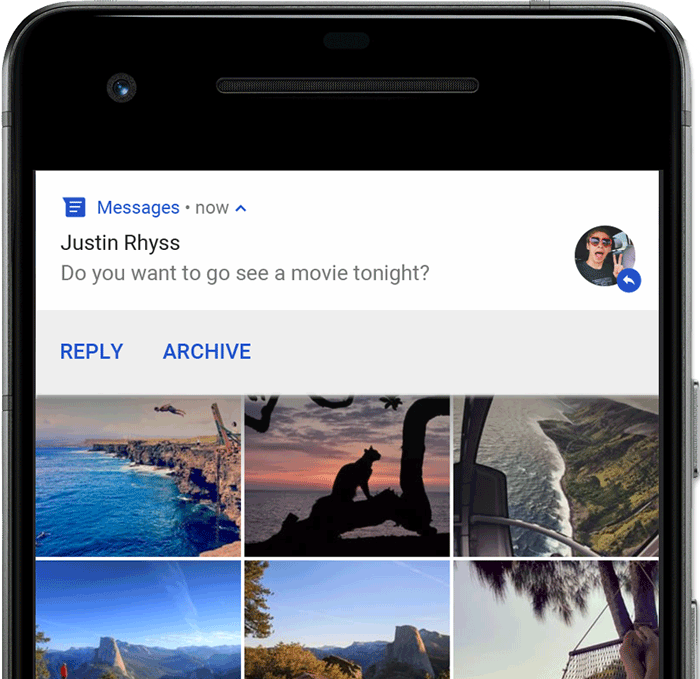 Messages • now
Justin Rhyss
Do you want to go see a movie tonight?
REPLY ARCHIVE